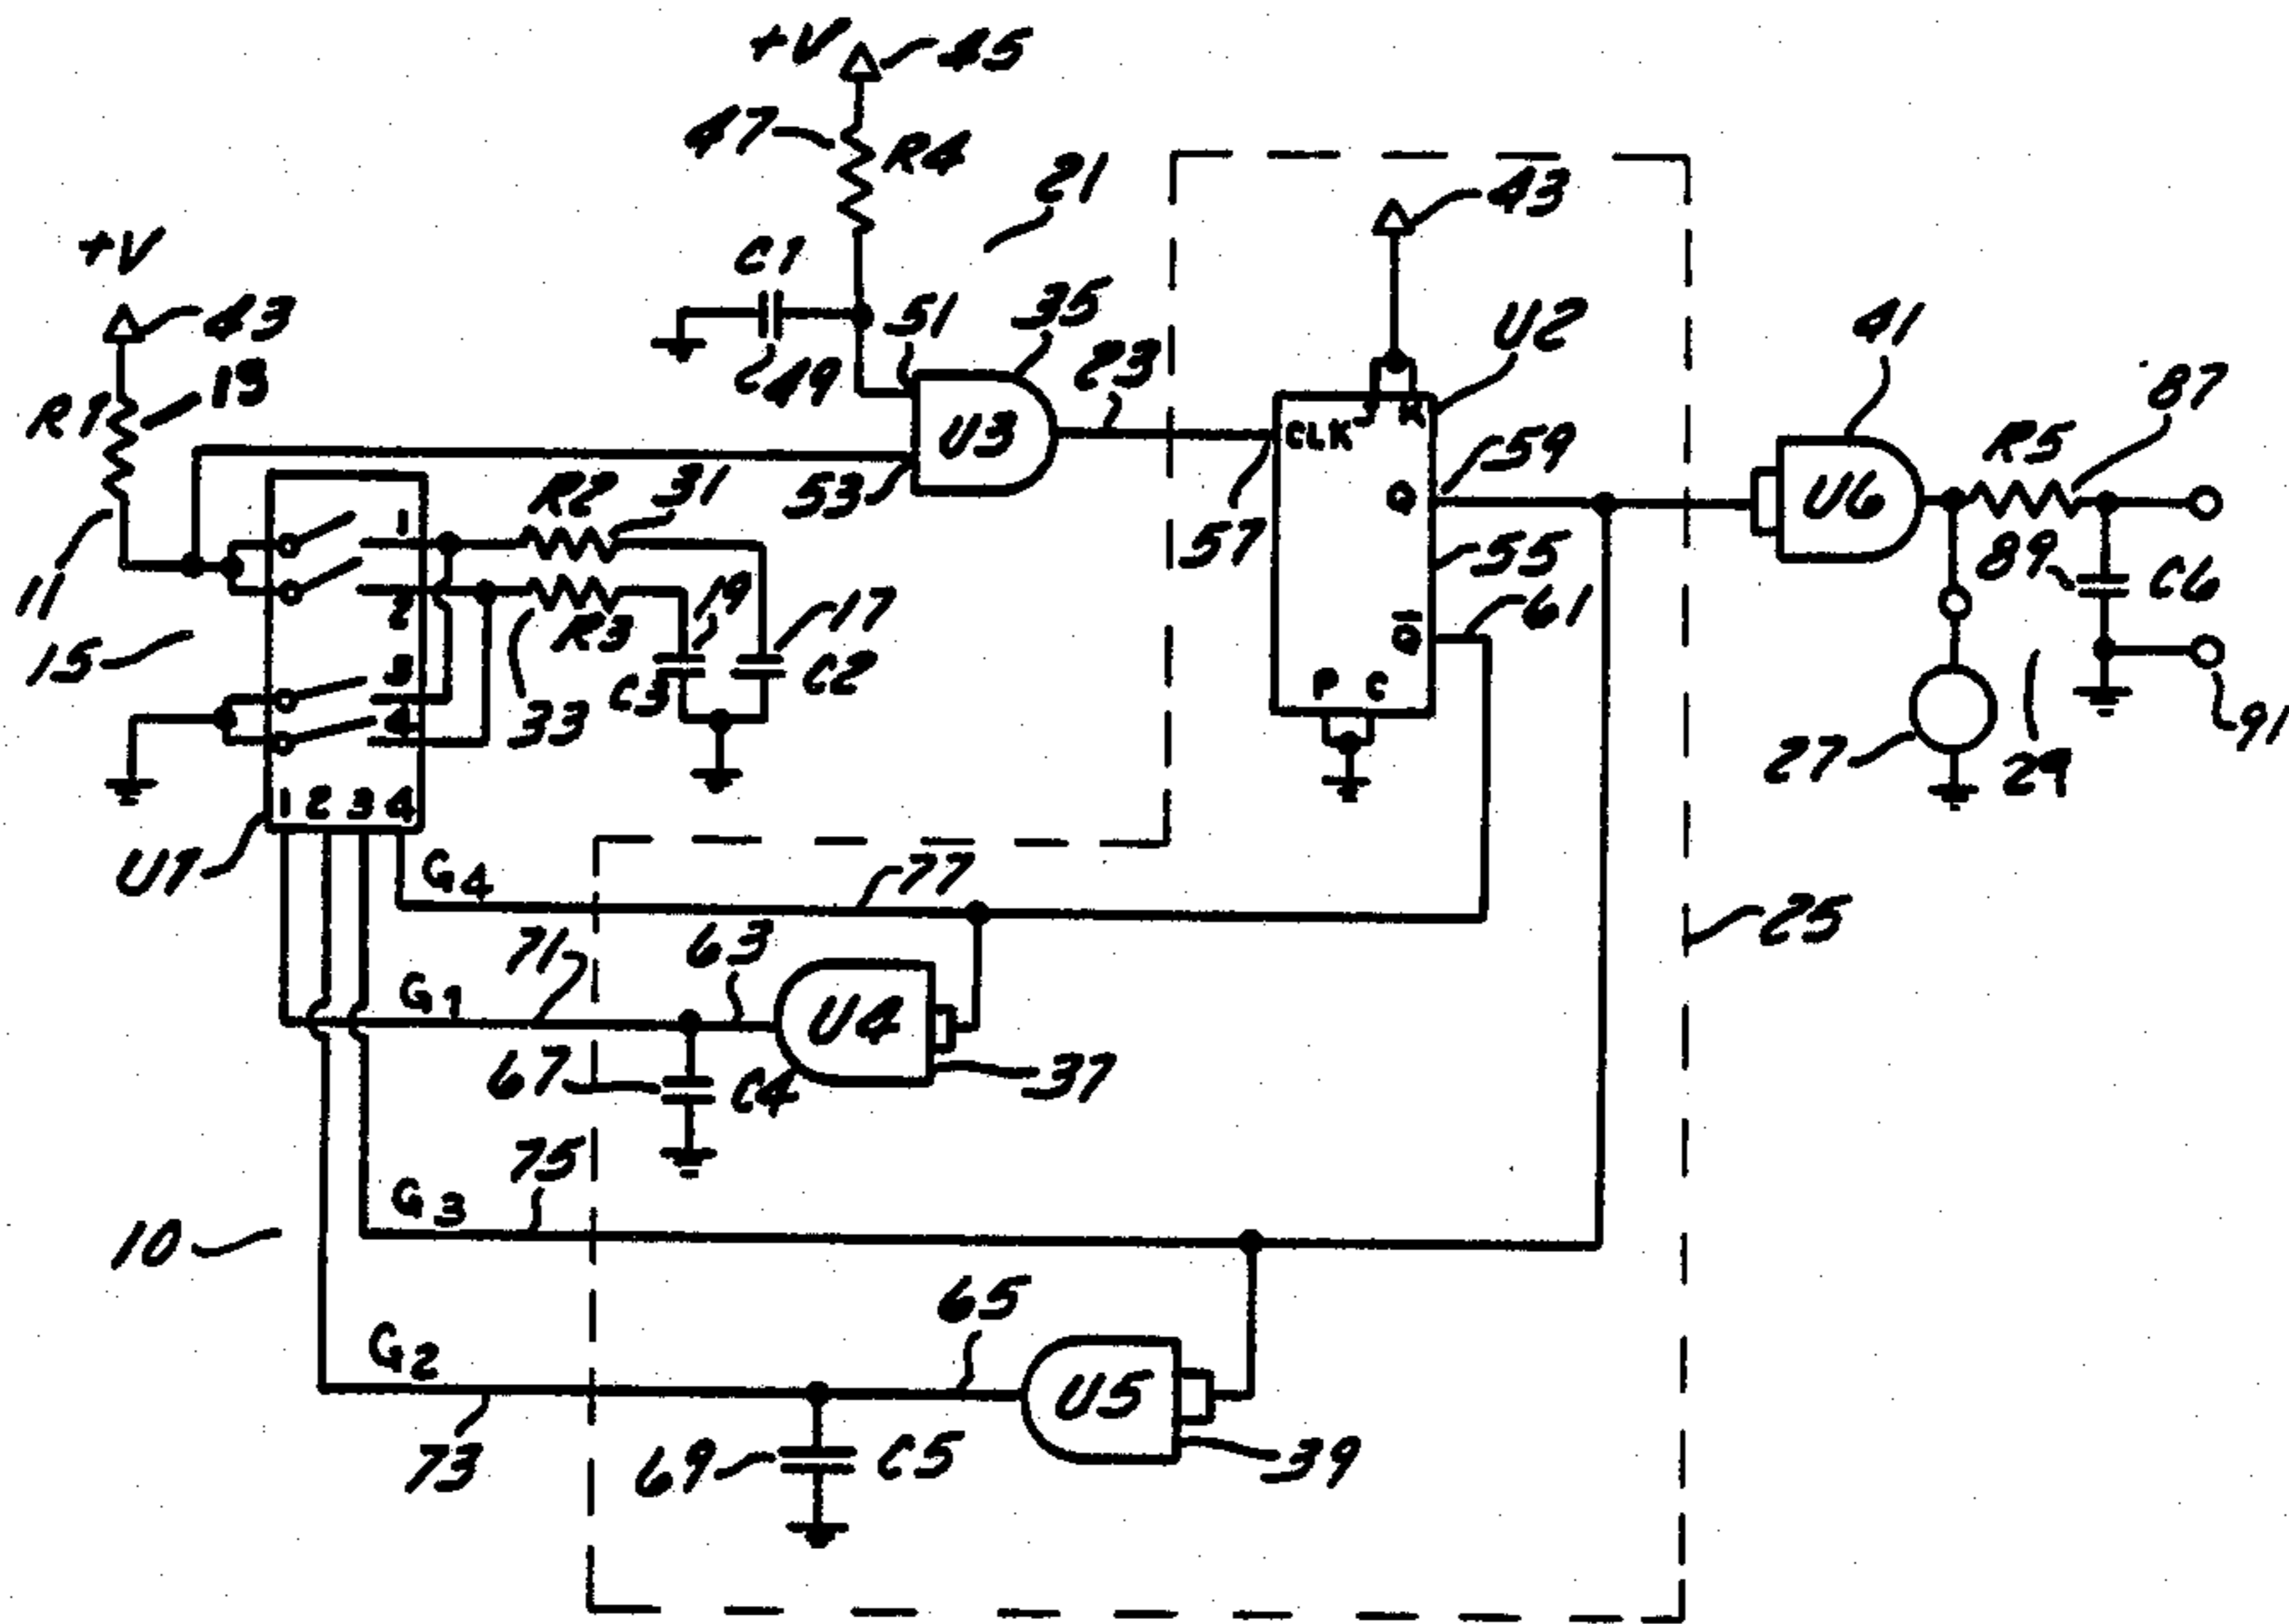 +V
45
47
R4
21
43
+V
C1
43
51
35
23
U2
41
87
R1
13
C49
U3
CLK
J K
59
R5
R2
31
53
Q
U6
11
1
57
55
89
C6
2
R3
19
17
61
15
3
C3
C2
Q̅
4
33
P C
27
29
91
1 2 3 4
U1
G4
77
25
71
63
G1
U4
67
C4
37
75
G3
10
65
G2
U5
73
69
C5
39